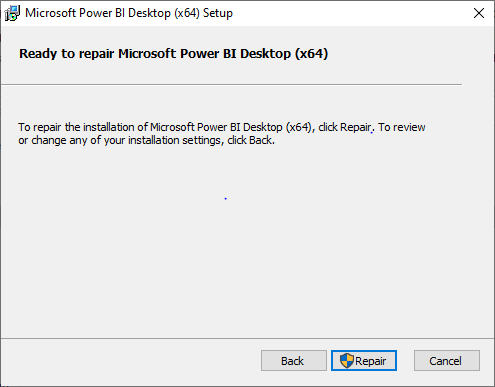 Microsoft Power BI Desktop (x64) Setup
Ready to repair Microsoft Power BI Desktop (x64)
To repair the installation of Microsoft Power BI Desktop (x64), click Repair. To review
or change any of your installation settings, click Back.
Back
Repair
Cancel